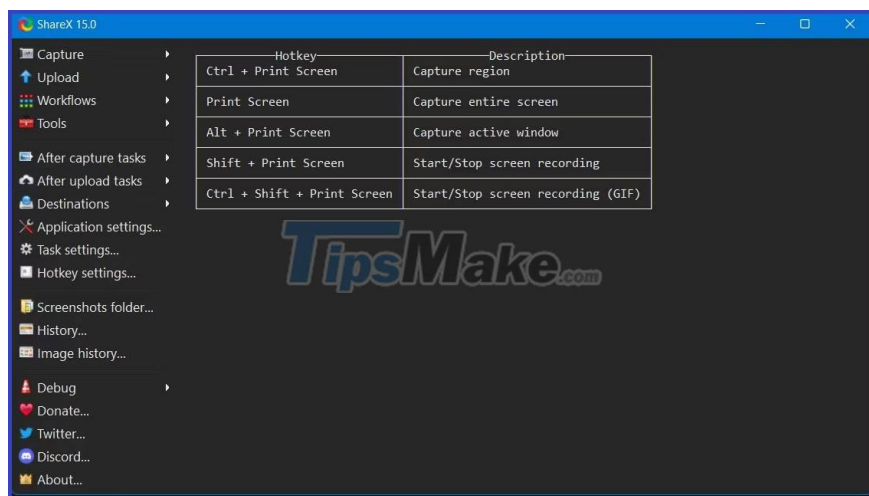 ShareX 15.0
Capture
Upload
Workflows
Tools
After capture tasks
After upload tasks
Destinations
Application settings...
Task settings...
Hotkey settings...
Screenshots folder...
History...
Image history...
Debug
Donate...
Twitter...
Discord...
About...
Hotkey Description
Ctrl + Print Screen Capture region
Print Screen Capture entire screen
Alt + Print Screen Capture active window
Shift + Print Screen Start/Stop screen recording
Ctrl + Shift + Print Screen Start/Stop screen recording (GIF)
TipsMake.com